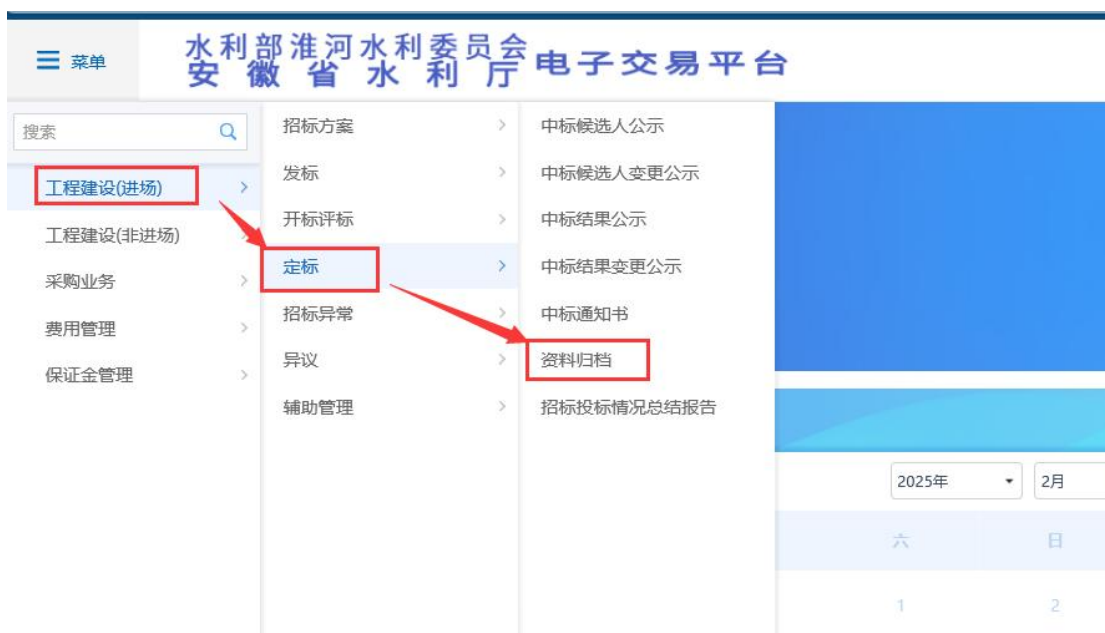 菜单
水利部淮河水利委员会
安徽省水利厅
电子交易平台
搜索
工程建设(进场)
工程建设(非进场)
采购业务
费用管理
保证金管理
招标方案
发标
开标评标
定标
招标异常
异议
辅助管理
中标候选人公示
中标候选人变更公示
中标结果公示
中标结果变更公示
中标通知书
资料归档
招标投标情况总结报告
2025年
2月
六 日
1 2